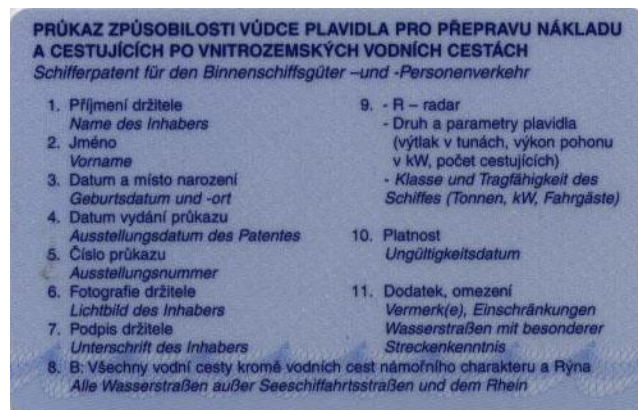 PRŮKAZ ZPŮSOBILOSTI VŮDCE PLAVIDLA PRO PŘEPRAVU NÁKLADU
A CESTUJÍCÍCH PO VNITROZEMSKÝCH VODNÍCH CESTÁCH
Schifferpatent für den Binnenschiffsgüter –und -Personenverkehr
1. Příjmení držitele
Name des Inhabers
2. Jméno
Vorname
3. Datum a místo narození
Geburtsdatum und -ort
4. Datum vydání průkazu
Ausstellungsdatum des Patentes
5. Číslo průkazu
Ausstellungsnummer
6. Fotografie držitele
Lichtbild des Inhabers
7. Podpis držitele
Unterschrift des Inhabers
8. B: Všechny vodní cesty kromě vodních cest námořního charakteru a Rýna
Alle Wasserstraßen außer Seeschiffahrtsstraßen und dem Rhein
9. - R – radar
- Druh a parametry plavidla
(výtlak v tunách, výkon pohonu
v kW, počet cestujících)
- Klasse und Tragfähigkeit des
Schiffes (Tonnen, kW, Fahrgäste)
10. Platnost
Ungültigkeitsdatum
11. Dodatek, omezení
Vermerk(e), Einschränkungen
Wasserstraßen mit besonderer
Streckenkenntnis